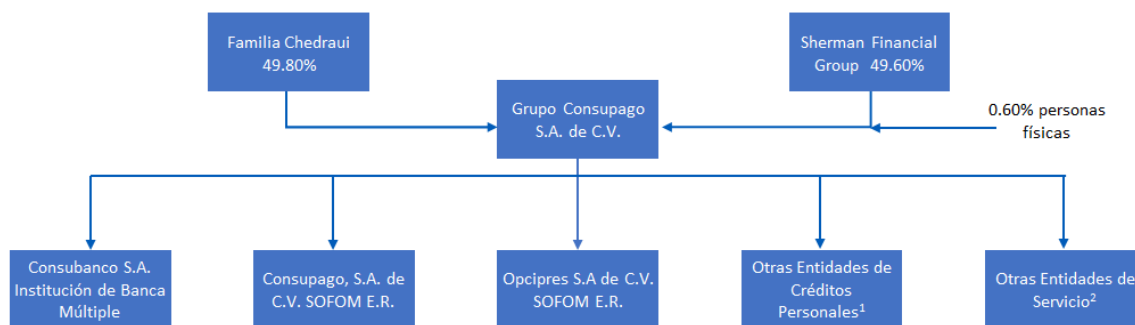 Familia Chedraui
49.80%
Sherman Financial
Group 49.60%
Grupo Consupago
S.A. de C.V.
0.60% personas
físicas
Consubanco S.A.
Institución de Banca
Múltiple
Consupago, S.A. de
C.V. SOFOM E.R.
Opcipres S.A de C.V.
SOFOM E.R.
Otras Entidades de
Créditos
Personales¹
Otras Entidades de
Servicio²